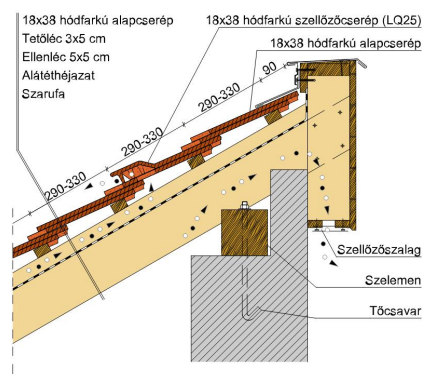 18x38 hódfarkú alapcserép
Tetőléc 3x5 cm
Ellenléc 5x5 cm
Alátéthéjazat
Szarufa
18x38 hódfarkú szellőzőcserép (LQ25)
18x38 hódfarkú alapcserép
90
290-330
290-330
290-330
290-330
Szellőzőszalag
Szelemen
Tőcsavar